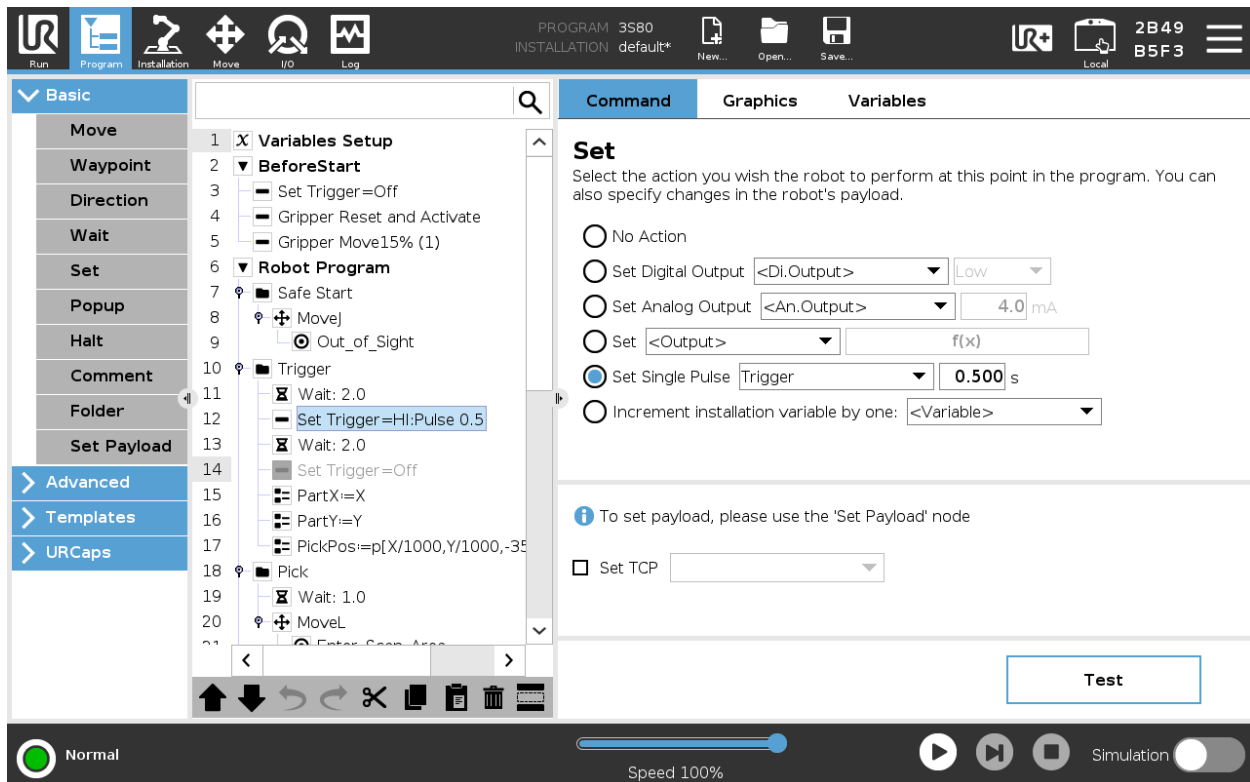 PROGRAM 3S80
INSTALLATION default*
2B49
B5F3
Run Program Installation Move I/O Log New... Open... Save... UR+ Local
Basic
Move
Waypoint
Direction
Wait
Set
Popup
Halt
Comment
Folder
Set Payload
Advanced
Templates
URCaps
1 X Variables Setup
2 BeforeStart
3 Set Trigger=Off
4 Gripper Reset and Activate
5 Gripper Move15% (1)
6 Robot Program
7 Safe Start
8 MoveJ
9 Out_of_Sight
10 Trigger
11 Wait: 2.0
12 Set Trigger=HI:Pulse 0.5
13 Wait: 2.0
14 Set Trigger=Off
15 PartX:=X
16 PartY:=Y
17 PickPos:=p[X/1000,Y/1000,-35
18 Pick
19 Wait: 1.0
20 MoveL
21 Enter_Scan_Area
Command Graphics Variables
Set
Select the action you wish the robot to perform at this point in the program. You can
also specify changes in the robot's payload.
No Action
Set Digital Output <Di.Output> Low
Set Analog Output <An.Output> 4.0 mA
Set <Output> f(x)
Set Single Pulse Trigger 0.500 s
Increment installation variable by one: <Variable>
To set payload, please use the 'Set Payload' node
Set TCP
Test
Normal
Speed 100%
Simulation